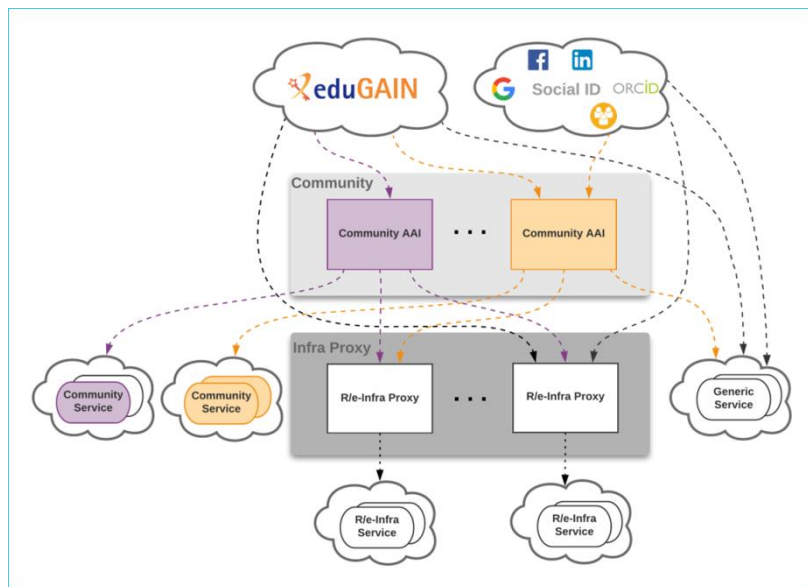 eduGAIN
f
in
G
Social ID
ORCiD
Community
Community AAI
...
Community AAI
Infra Proxy
R/e-Infra Proxy
...
R/e-Infra Proxy
Community
Service
Community
Service
Generic
Service
R/e-Infra
Service
R/e-Infra
Service